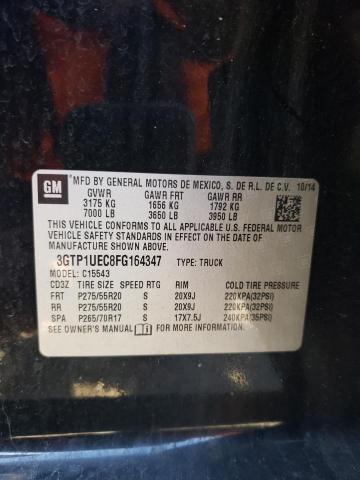 GM
MFD BY GENERAL MOTORS DE MEXICO, S. DE R.L. DE C.V. 10/14
GVWR GAWR FRT GAWR RR
3175 KG 1656 KG 1792 KG
7000 LB 3650 LB 3950 LB
THIS VEHICLE CONFORMS TO ALL APPLICABLE U.S. FEDERAL MOTOR
VEHICLE SAFETY STANDARDS IN EFFECT ON THE DATE OF
MANUFACTURE SHOWN ABOVE.
3GTP1UEC8FG164347 TYPE: TRUCK
MODEL: C15543
CD3Z TIRE SIZE SPEED RTG RIM COLD TIRE PRESSURE
FRT P275/55R20 S 20X9J 220KPA(32PSI)
RR P275/55R20 S 20X9J 220KPA(32PSI)
SPA P265/70R17 S 17X7.5J 240KPA(35PSI)
SEE OWNER'S MANUAL FOR MORE INFORMATION.